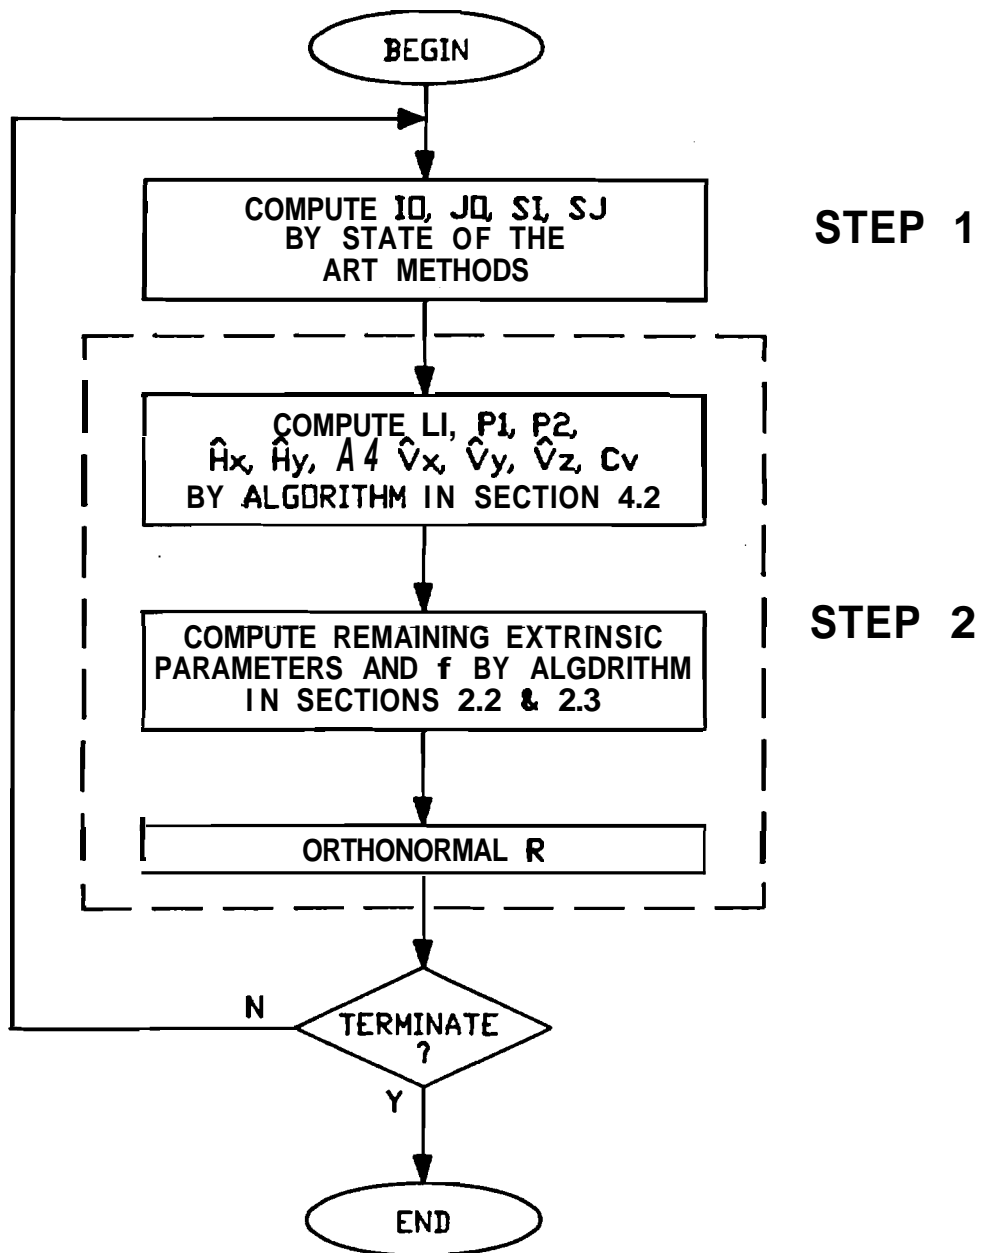 BEGIN
COMPUTE I0, J0, SI, SJ
BY STATE OF THE
ART METHODS
STEP 1
COMPUTE LI, P1, P2,
Ĥx, Ĥy, A4 V̂x, V̂y, V̂z, Cv
BY ALGORITHM IN SECTION 4.2
STEP 2
COMPUTE REMAINING EXTRINSIC
PARAMETERS AND f BY ALGORITHM
IN SECTIONS 2.2 & 2.3
ORTHONORMAL R
N
TERMINATE
?
Y
END